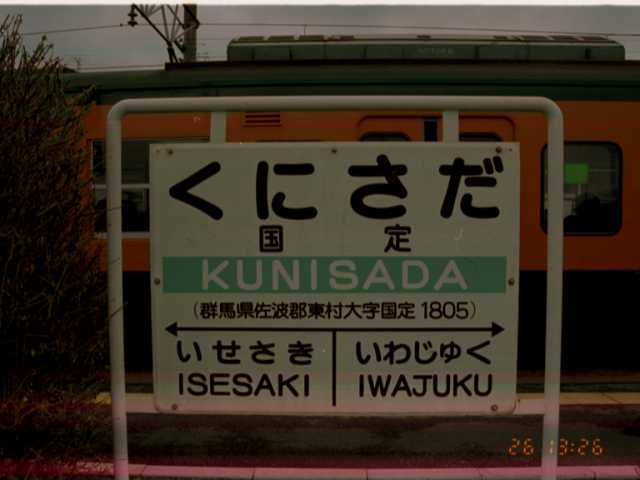 くにさだ
国 定
KUNISADA
(群馬県佐波郡東村大字国定 1805)
いせさき いわじゅく
ISESAKI IWAJUKU
26 13:26